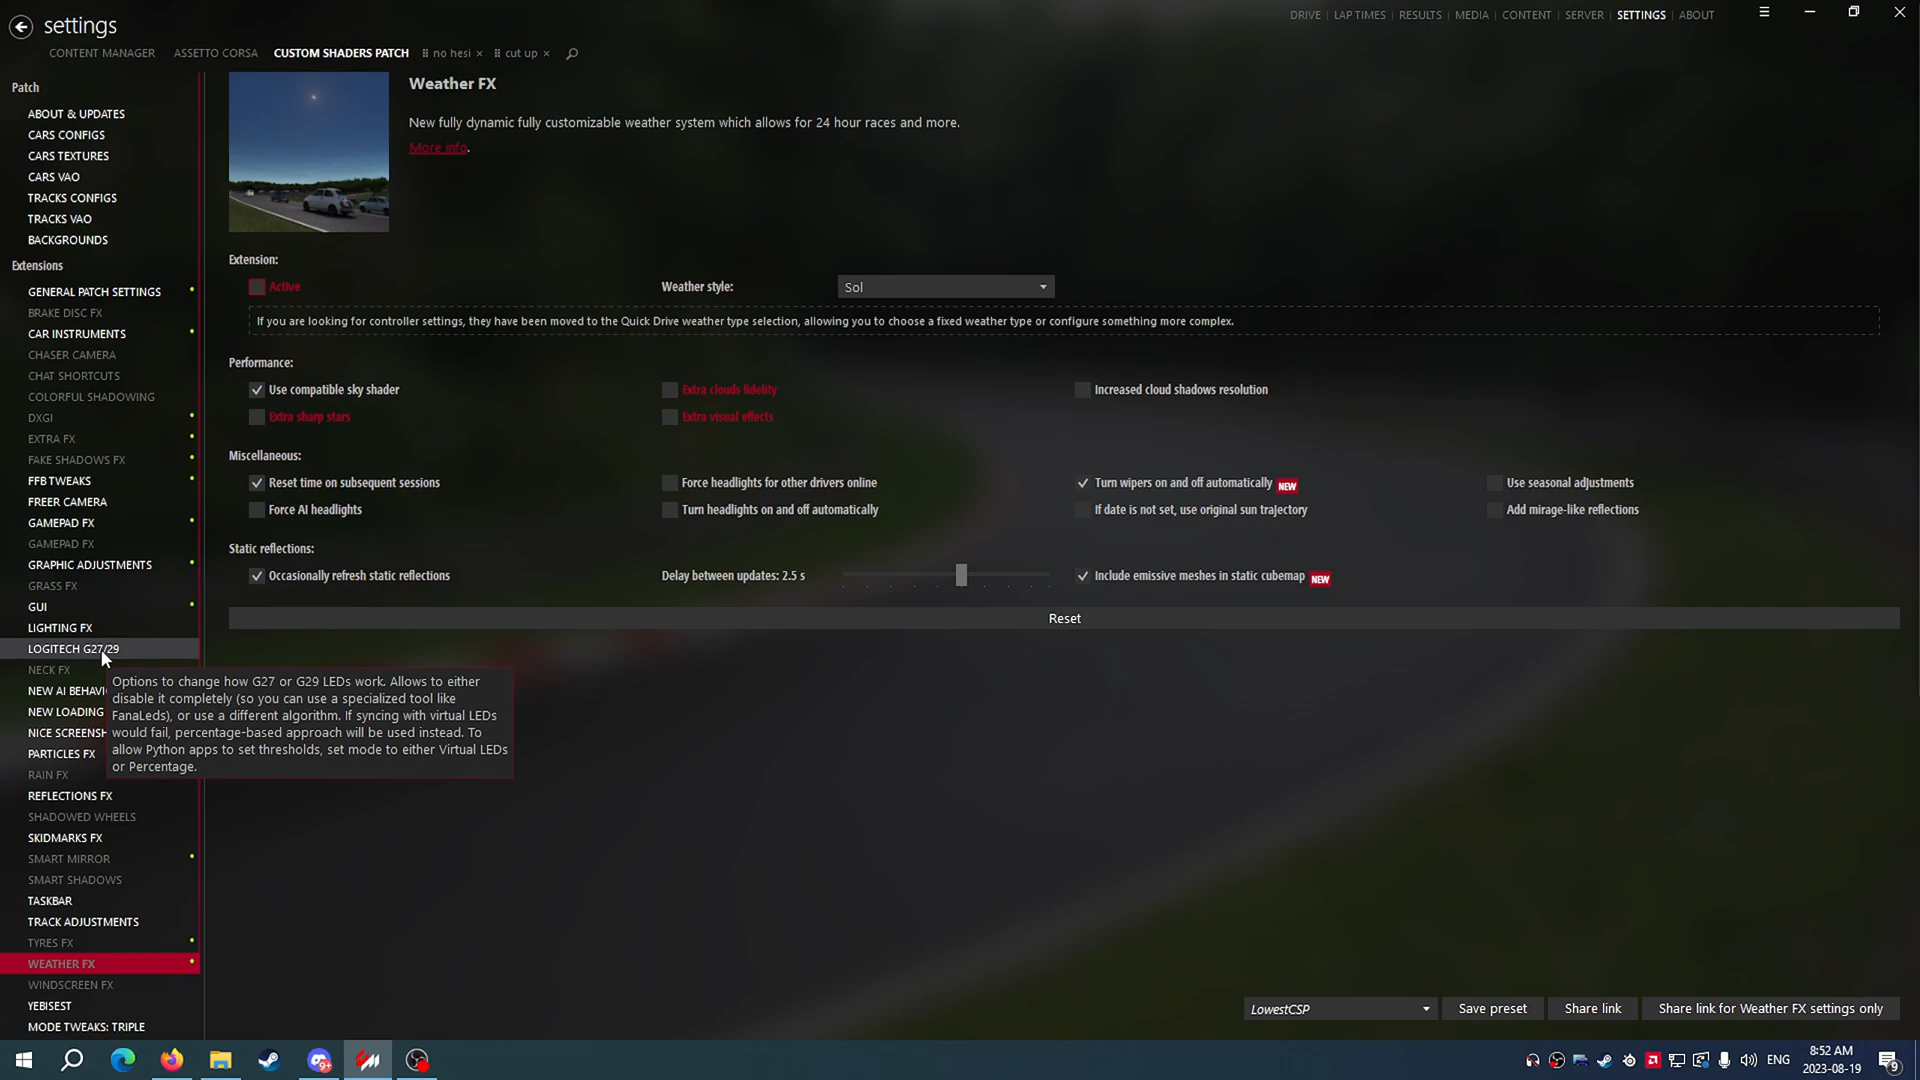 settings
DRIVE | LAP TIMES | RESULTS | MEDIA | CONTENT | SERVER | SETTINGS | ABOUT
CONTENT MANAGER
ASSETTO CORSA
CUSTOM SHADERS PATCH
no hesi
cut up
Patch
ABOUT & UPDATES
CARS CONFIGS
CARS TEXTURES
CARS VAO
TRACKS CONFIGS
TRACKS VAO
BACKGROUNDS
Extensions
GENERAL PATCH SETTINGS
BRAKE DISC FX
CAR INSTRUMENTS
CHASER CAMERA
CHAT SHORTCUTS
COLORFUL SHADOWING
DXGI
EXTRA FX
FAKE SHADOWS FX
FFB TWEAKS
FREER CAMERA
GAMEPAD FX
GAMEPAD FX
GRAPHIC ADJUSTMENTS
GRASS FX
GUI
LIGHTING FX
LOGITECH G27/29
NECK FX
NEW AI BEHAVI
NEW LOADING
NICE SCREENSH
PARTICLES FX
RAIN FX
REFLECTIONS FX
SHADOWED WHEELS
SKIDMARKS FX
SMART MIRROR
SMART SHADOWS
TASKBAR
TRACK ADJUSTMENTS
TYRES FX
WEATHER FX
WINDSCREEN FX
YEBISEST
MODE TWEAKS: TRIPLE
Options to change how G27 or G29 LEDs work. Allows to either
disable it completely (so you can use a specialized tool like
FanaLeds), or use a different algorithm. If syncing with virtual LEDs
would fail, percentage-based approach will be used instead. To
allow Python apps to set thresholds, set mode to either Virtual LEDs
or Percentage.
Weather FX
New fully dynamic fully customizable weather system which allows for 24 hour races and more.
More info.
Extension:
Active
Weather style:
Sol
If you are looking for controller settings, they have been moved to the Quick Drive weather type selection, allowing you to choose a fixed weather type or configure something more complex.
Performance:
Use compatible sky shader
Extra clouds fidelity
Increased cloud shadows resolution
Extra sharp stars
Extra visual effects
Miscellaneous:
Reset time on subsequent sessions
Force headlights for other drivers online
Turn wipers on and off automatically NEW
Use seasonal adjustments
Force AI headlights
Turn headlights on and off automatically
If date is not set, use original sun trajectory
Add mirage-like reflections
Static reflections:
Occasionally refresh static reflections
Delay between updates: 2.5 s
Include emissive meshes in static cubemap NEW
Reset
LowestCSP
Save preset
Share link
Share link for Weather FX settings only
9+
ENG
8:52 AM
2023-08-19
9